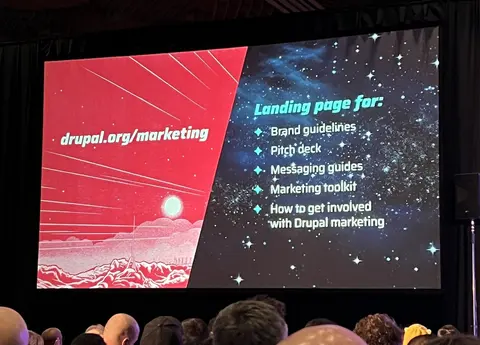 drupal.org/marketing
Landing page for:
Brand guidelines
Pitch deck
Messaging guides
Marketing toolkit
How to get involved
with Drupal marketing